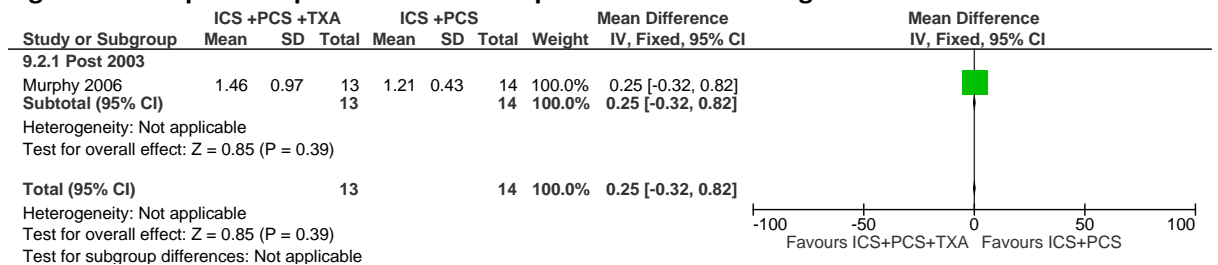 ICS +PCS +TXA ICS +PCS Mean Difference Mean Difference
Study or Subgroup Mean SD Total Mean SD Total Weight IV, Fixed, 95% CI IV, Fixed, 95% CI
9.2.1 Post 2003
Murphy 2006 1.46 0.97 13 1.21 0.43 14 100.0% 0.25 [-0.32, 0.82]
Subtotal (95% CI) 13 14 100.0% 0.25 [-0.32, 0.82]
Heterogeneity: Not applicable
Test for overall effect: Z = 0.85 (P = 0.39)
Total (95% CI) 13 14 100.0% 0.25 [-0.32, 0.82]
Heterogeneity: Not applicable
Test for overall effect: Z = 0.85 (P = 0.39)
Test for subgroup differences: Not applicable
-100 -50 0 50 100
Favours ICS+PCS+TXA Favours ICS+PCS